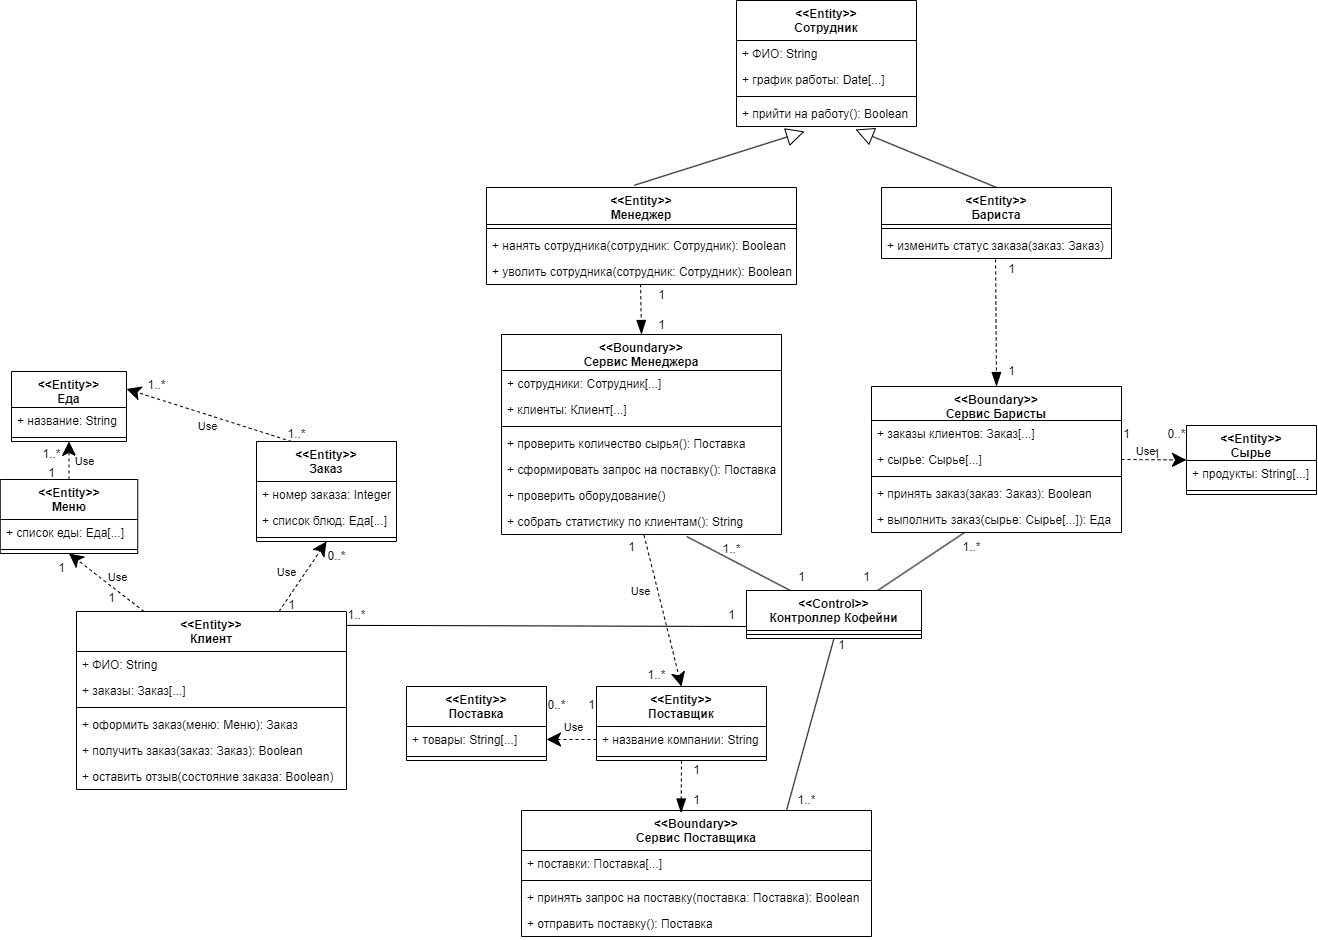 <<Entity>>
Сотрудник
+ ФИО: String
+ график работы: Date[...]
+ прийти на работу(): Boolean
<<Entity>>
Менеджер
+ нанять сотрудника(сотрудник: Сотрудник): Boolean
+ уволить сотрудника(сотрудник: Сотрудник): Boolean
1
1
<<Entity>>
Бариста
+ изменить статус заказа(заказ: Заказ)
1
1
<<Boundary>>
Сервис Менеджера
+ сотрудники: Сотрудник[...]
+ клиенты: Клиент[...]
+ проверить количество сырья(): Поставка
+ сформировать запрос на поставку(): Поставка
+ проверить оборудование()
+ собрать статистику по клиентам(): String
<<Boundary>>
Сервис Баристы
+ заказы клиентов: Заказ[...]
+ сырье: Сырье[...]
+ принять заказ(заказ: Заказ): Boolean
+ выполнить заказ(сырье: Сырье[...]): Еда
1
0..*
Use
1
<<Entity>>
Сырье
+ продукты: String[...]
<<Entity>>
Еда
+ название: String
1..*
Use
1..*
1..*
Use
1
<<Entity>>
Заказ
+ номер заказа: Integer
+ список блюд: Еда[...]
<<Entity>>
Меню
+ список еды: Еда[...]
1
Use
1
0..*
Use
1
<<Entity>>
Клиент
+ ФИО: String
+ заказы: Заказ[...]
+ оформить заказ(меню: Меню): Заказ
+ получить заказ(заказ: Заказ): Boolean
+ оставить отзыв(состояние заказа: Boolean)
1..*
1
1
Use
1..*
1..*
1
1..*
1
<<Control>>
Контроллер Кофейни
1
1..*
<<Entity>>
Поставка
+ товары: String[...]
0..*
1
Use
<<Entity>>
Поставщик
+ название компании: String
1
1
<<Boundary>>
Сервис Поставщика
+ поставки: Поставка[...]
+ принять запрос на поставку(поставка: Поставка): Boolean
+ отправить поставку(): Поставка